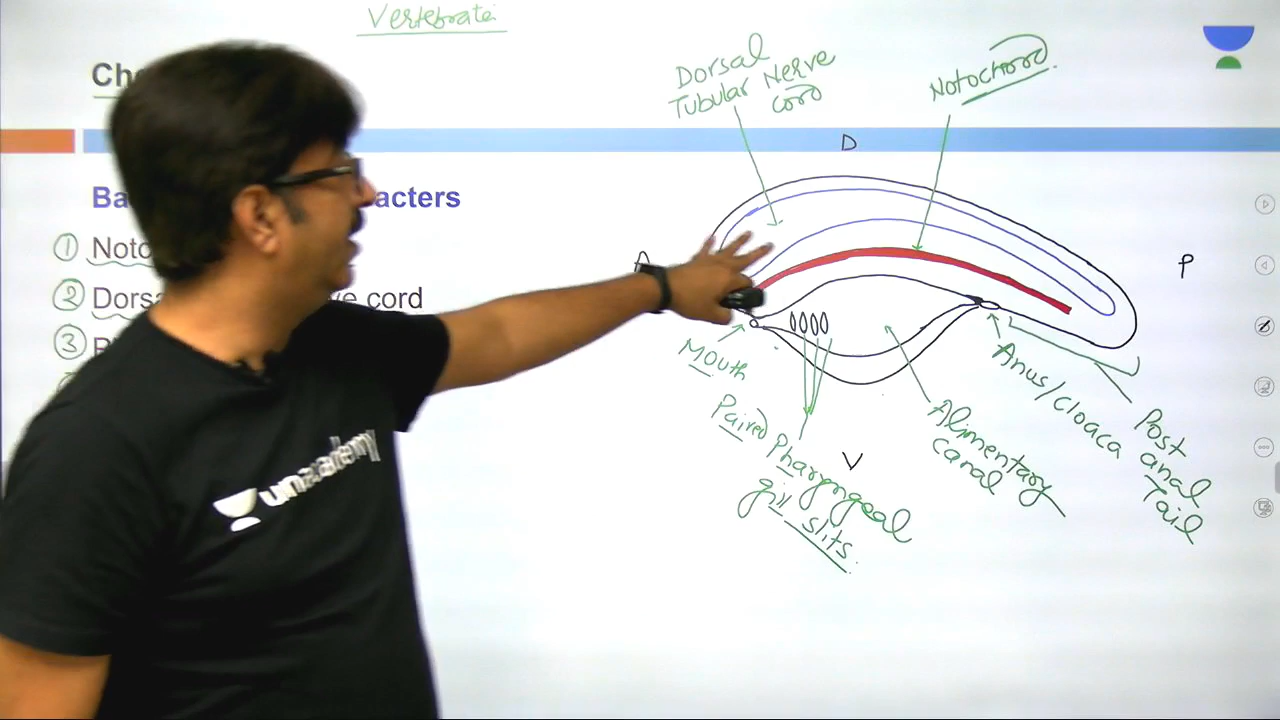 Vertebrate
Ch
Dorsal
Tubular Nerve
cord
Notochord.
D
Ba acters
1 Noto
2 Dorsa ve cord
3
A
P
Mouth
Anus/cloaca
Paired Pharyngeal
gill slits.
Alimentary
canal
Post
anal
Tail
V
unacademy